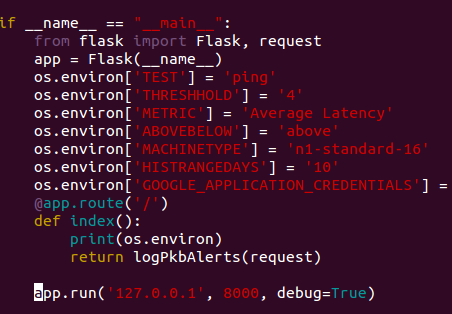 if __name__ == "__main__":
    from flask import Flask, request
    app = Flask(__name__)
    os.environ['TEST'] = 'ping'
    os.environ['THRESHHOLD'] = '4'
    os.environ['METRIC'] = 'Average Latency'
    os.environ['ABOVEBELOW'] = 'above'
    os.environ['MACHINETYPE'] = 'n1-standard-16'
    os.environ['HISTRANGEDAYS'] = '10'
    os.environ['GOOGLE_APPLICATION_CREDENTIALS'] =
    @app.route('/')
    def index():
        print(os.environ)
        return logPkbAlerts(request)
    app.run('127.0.0.1', 8000, debug=True)